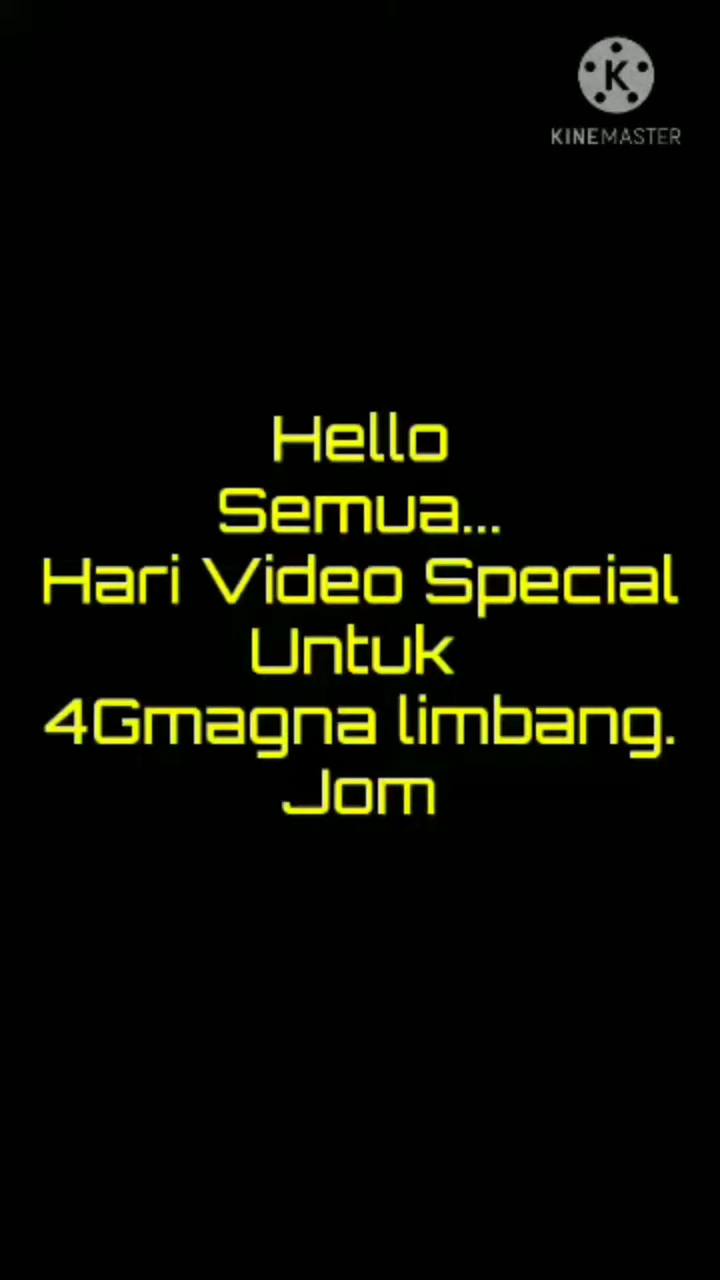 K
KINEMASTER
Hello
Semua...
Hari Video Special
Untuk
4Gmagna limbang.
Jom